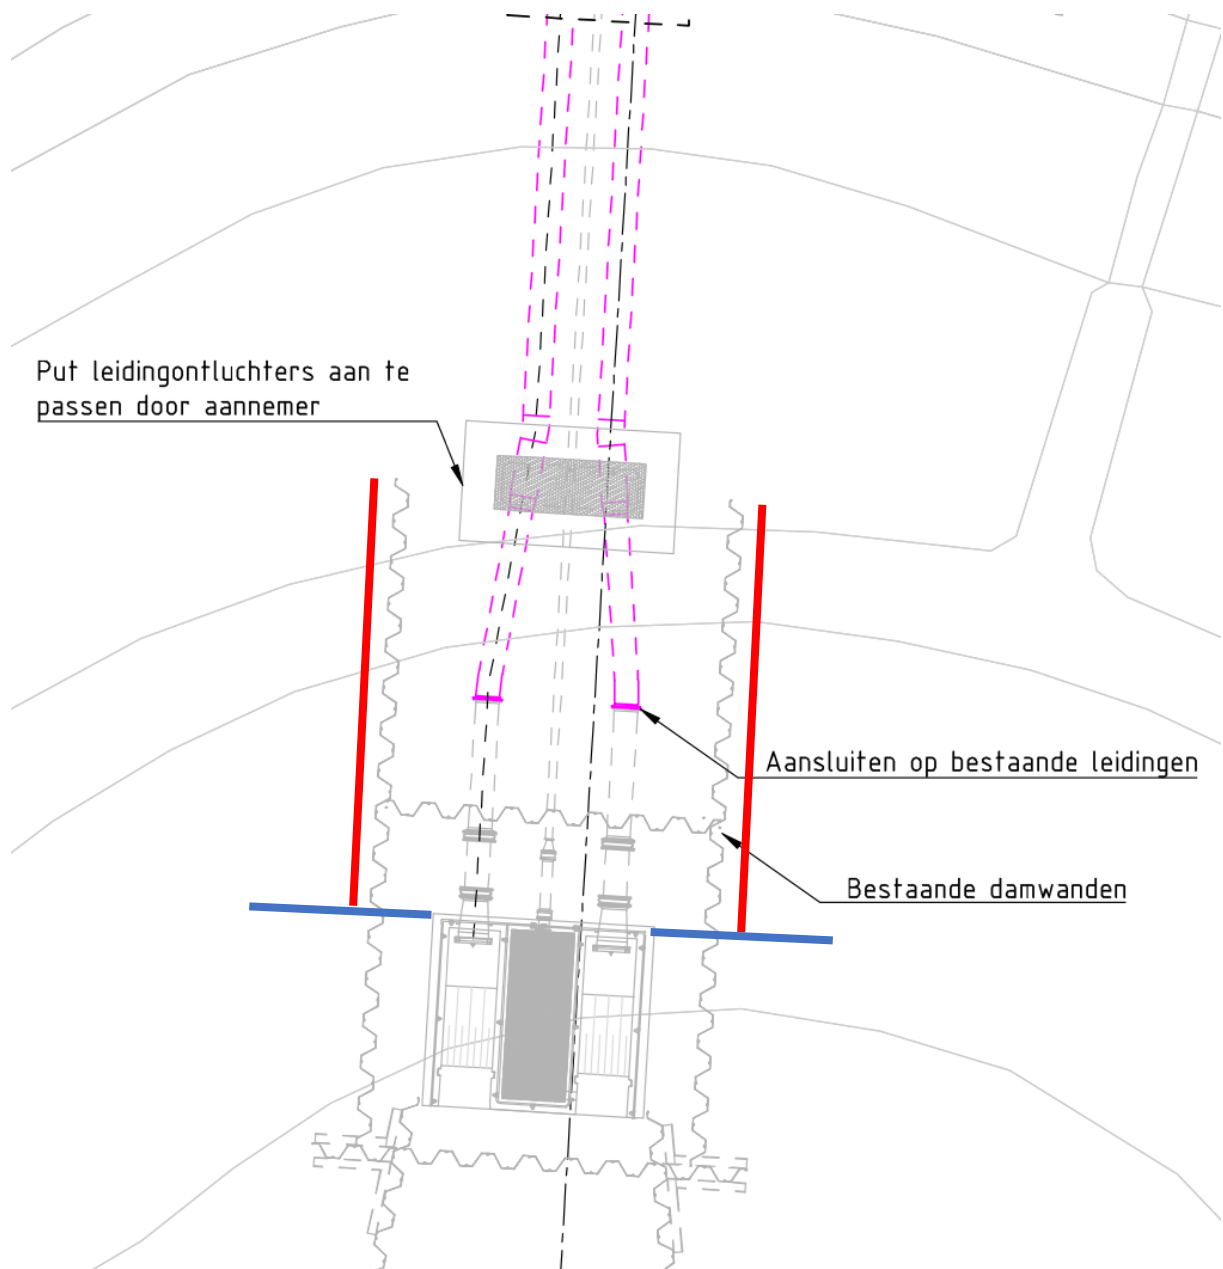 Put leidingontluchters aan te
passen door aannemer
Aansluiten op bestaande leidingen
Bestaande damwanden